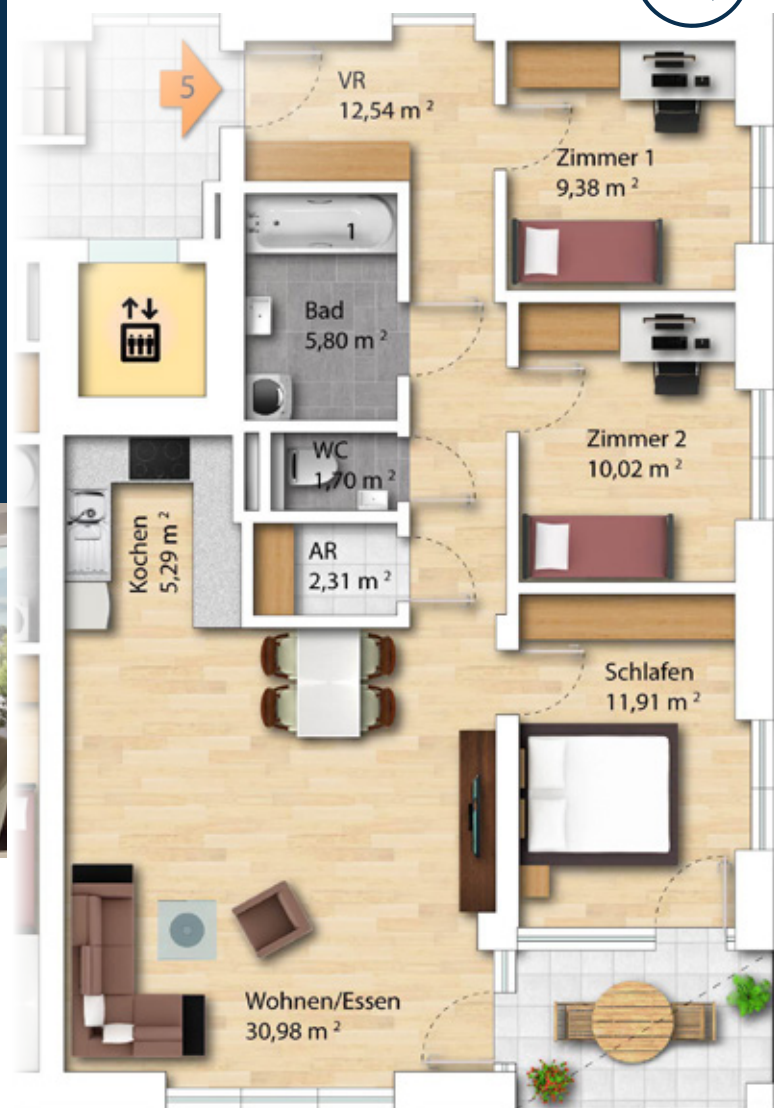 5
VR
12,54 m²
Zimmer 1
9,38 m²
1
Bad
5,80 m²
Zimmer 2
10,02 m²
WC
1,70 m²
Kochen
5,29 m²
AR
2,31 m²
Schlafen
11,91 m²
Wohnen/Essen
30,98 m²